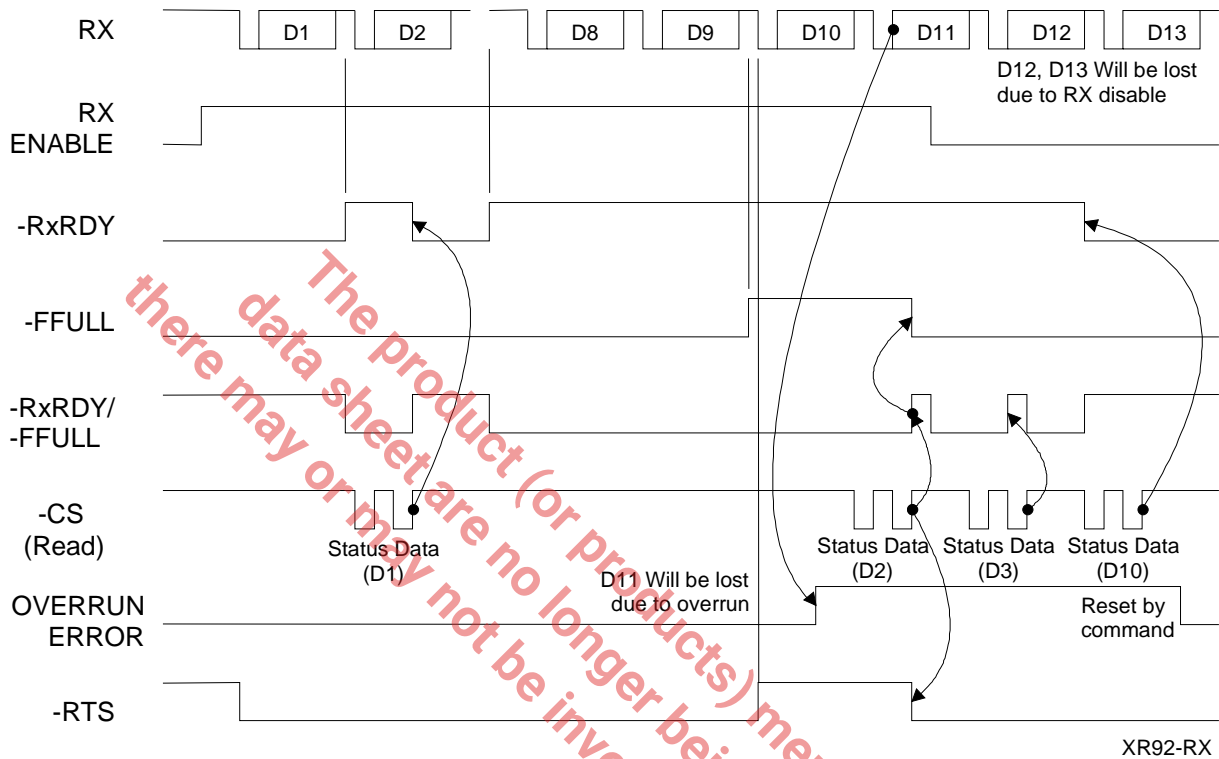 RX
D1
D2
D8
D9
D10
D11
D12
D13
D12, D13 Will be lost
due to RX disable
RX
ENABLE
-RxRDY
-FFULL
-RxRDY/
-FFULL
-CS
(Read)
Status Data
(D1)
Status Data
(D2)
Status Data
(D3)
Status Data
(D10)
D11 Will be lost
due to overrun
OVERRUN
ERROR
Reset by
command
-RTS
XR92-RX
The product (or products) me
data sheet are no longer bei
there may or may not be inve